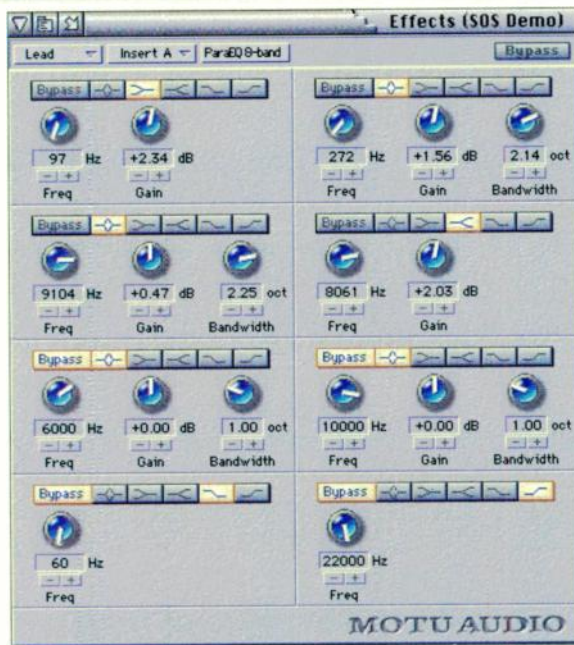 Effects (SOS Demo)
Lead Insert A ParaEQ 8-band Bypass
Bypass
97 Hz +2.34 dB
- + - +
Freq Gain
Bypass
272 Hz +1.56 dB 2.14 oct
- + - + - +
Freq Gain Bandwidth
Bypass
9104 Hz +0.47 dB 2.25 oct
- + - + - +
Freq Gain Bandwidth
Bypass
8061 Hz +2.03 dB
- + - +
Freq Gain
Bypass
6000 Hz +0.00 dB 1.00 oct
- + - + - +
Freq Gain Bandwidth
Bypass
10000 Hz +0.00 dB 1.00 oct
- + - + - +
Freq Gain Bandwidth
Bypass
60 Hz
- +
Freq
Bypass
22000 Hz
- +
Freq
MOTU AUDIO